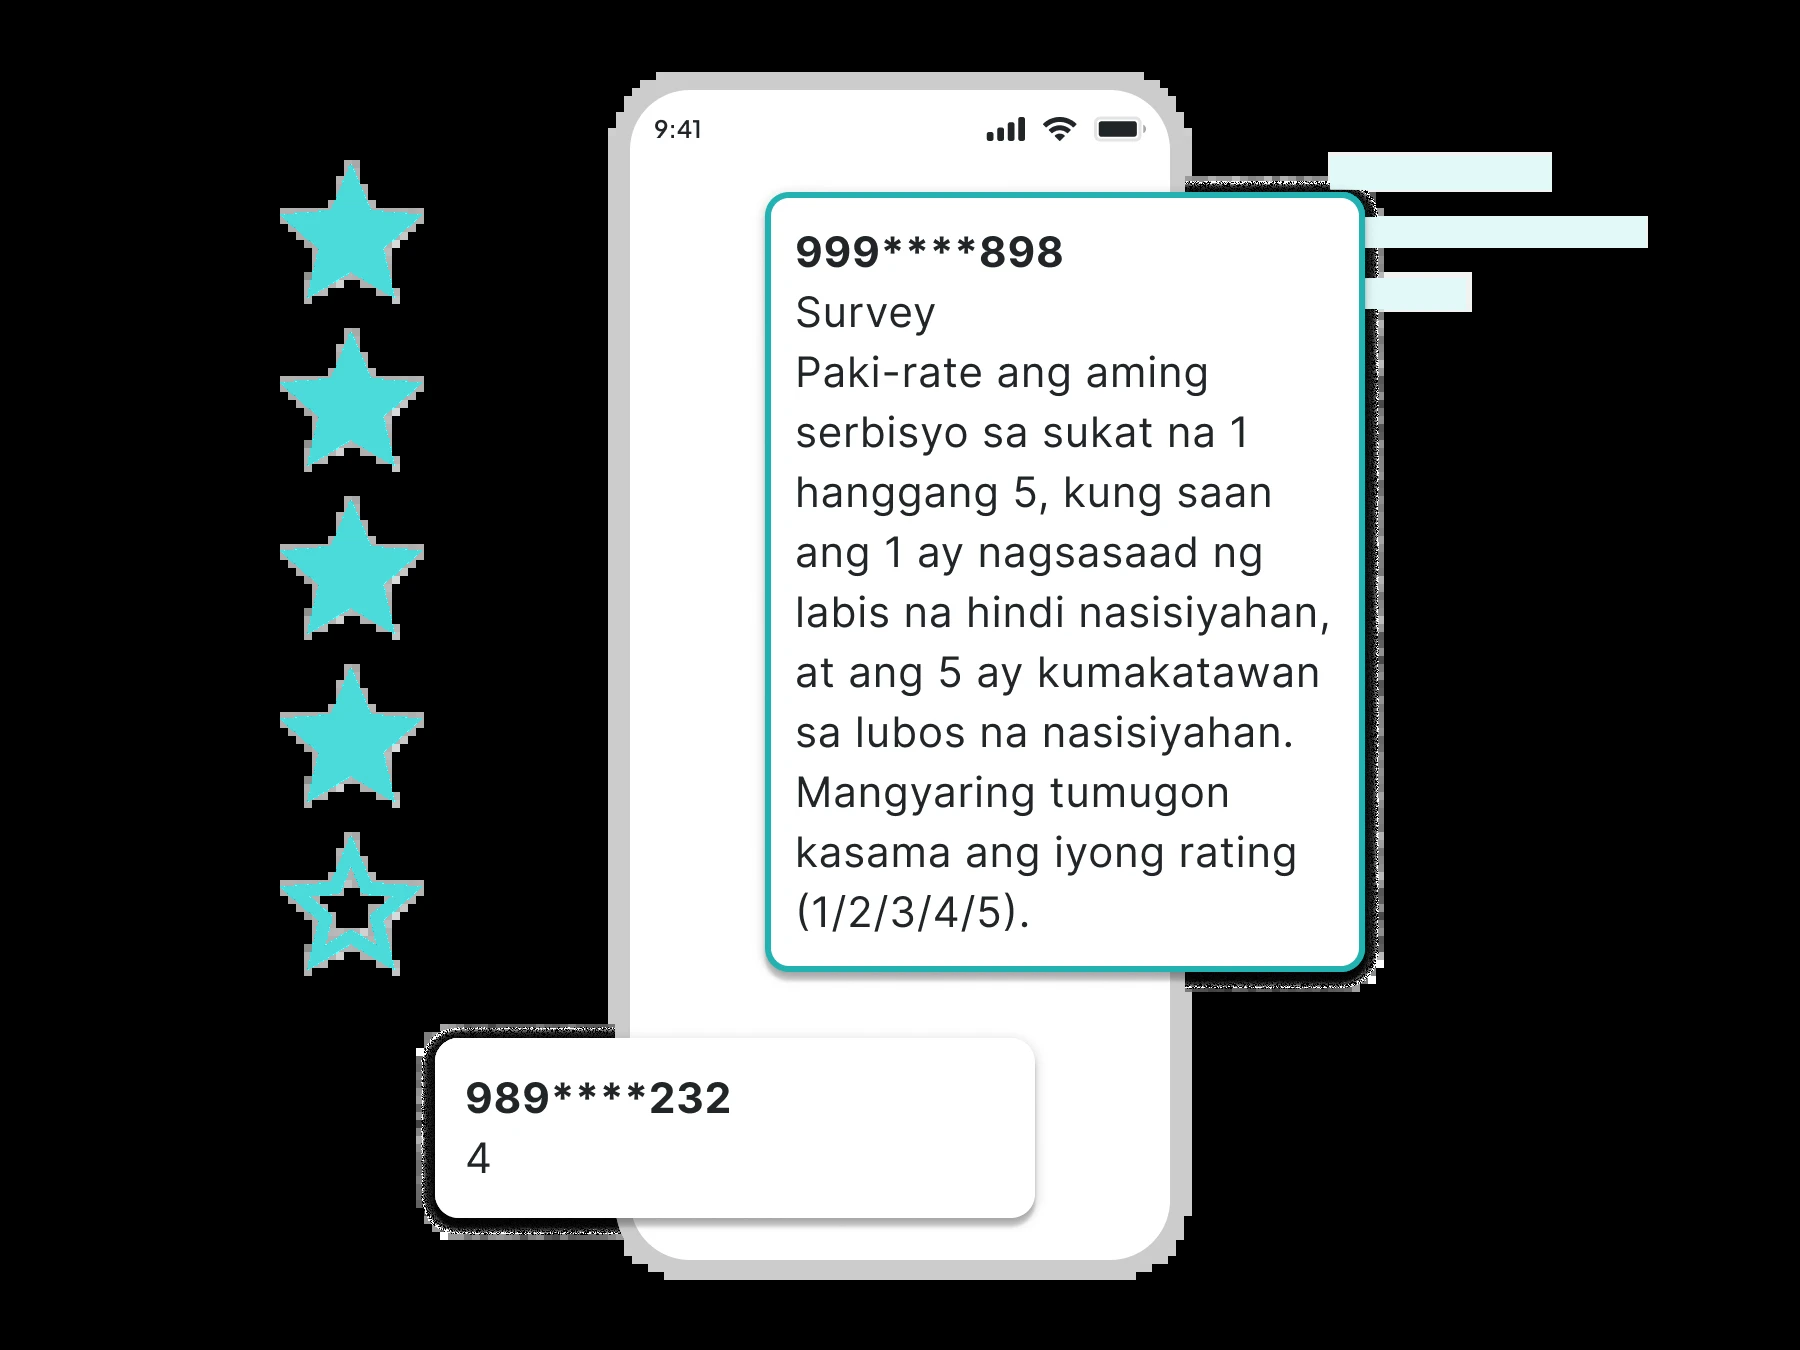 9:41
999****898
Survey
Paki-rate ang aming
serbisyo sa sukat na 1
hanggang 5, kung saan
ang 1 ay nagsasaad ng
labis na hindi nasisiyahan,
at ang 5 ay kumakatawan
sa lubos na nasisiyahan.
Mangyaring tumugon
kasama ang iyong rating
(1/2/3/4/5).
989****232
4